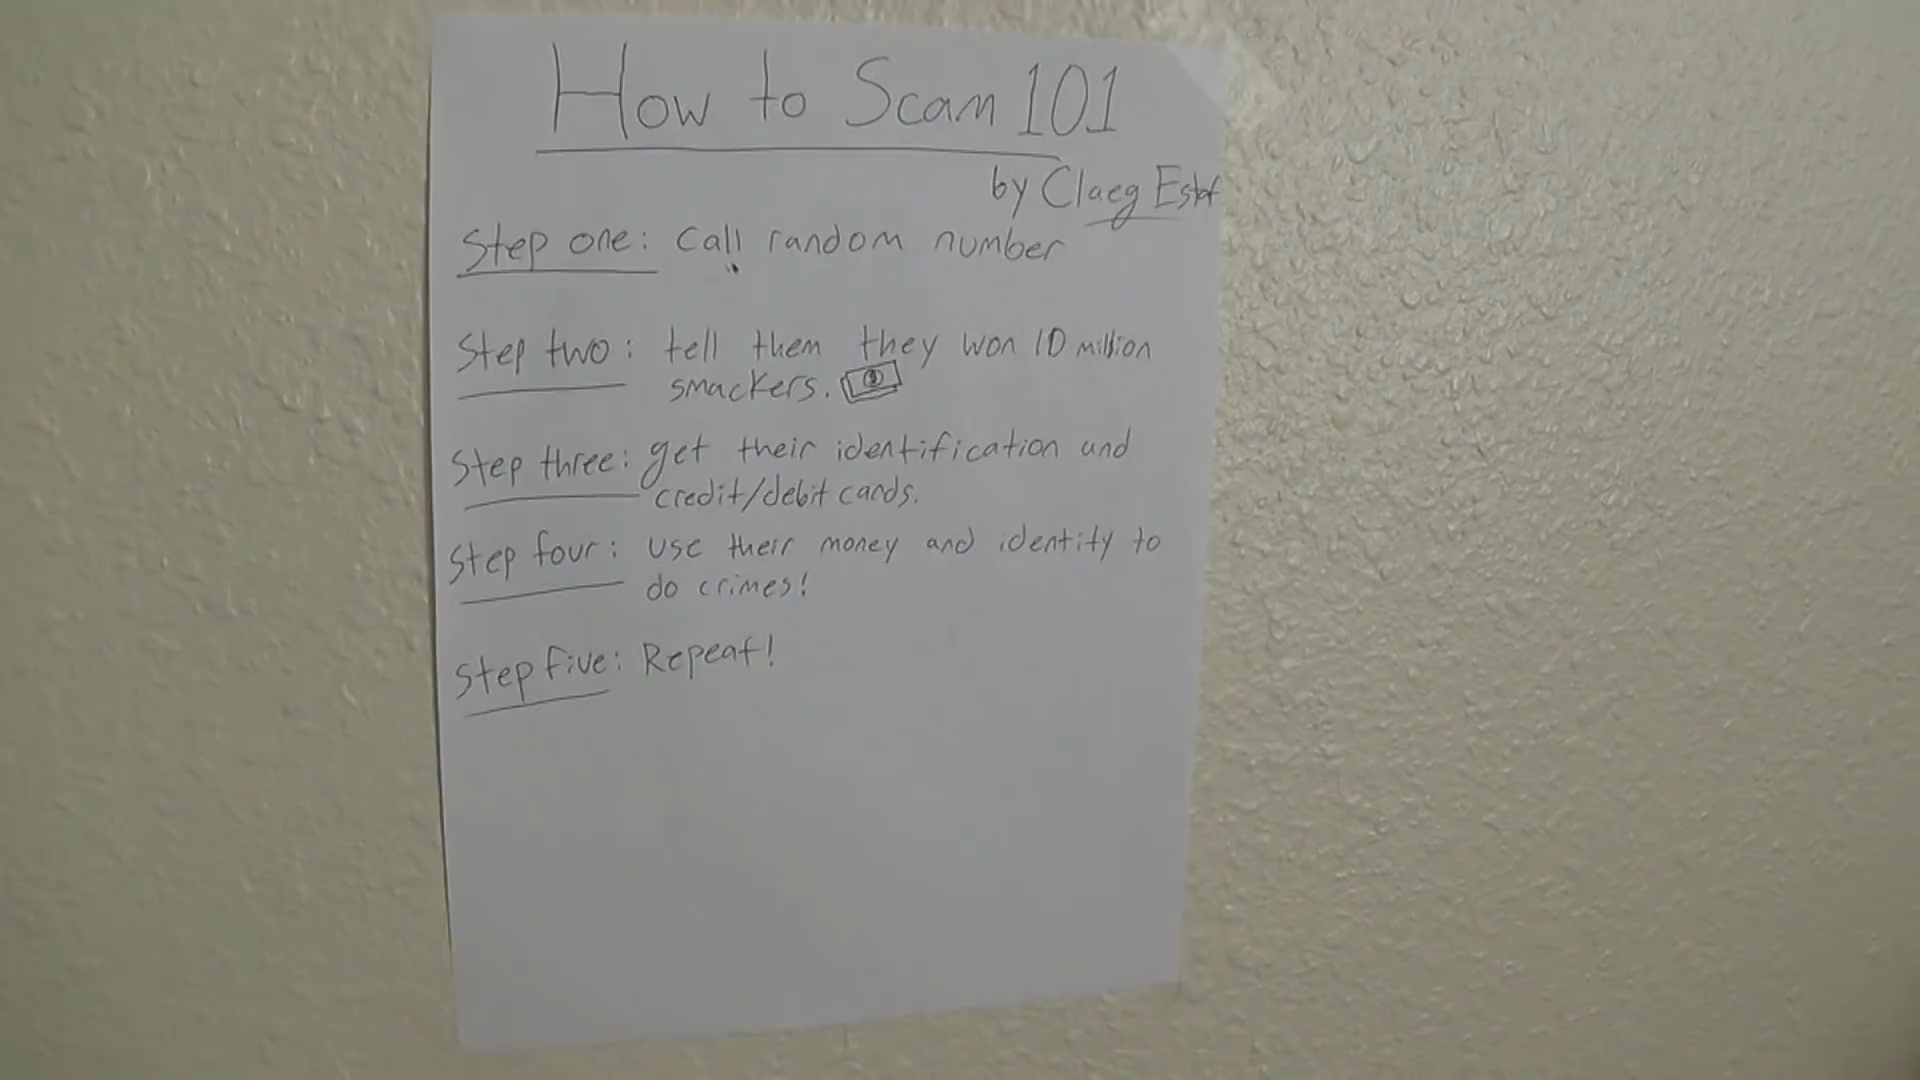 How to Scam 101
by Claeg Estof
Step one: call random number
Step two: tell them they won 10 million
smackers.
Step three: get their identification and
credit/debit cards.
Step four: use their money and identity to
do crimes!
Step five: Repeat!